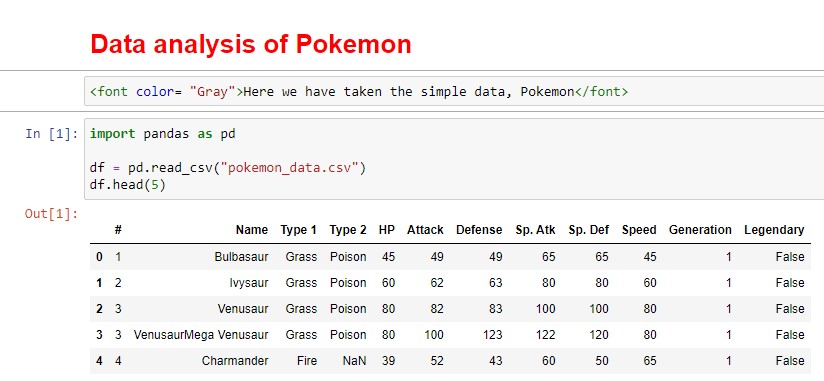 Data analysis of Pokemon
<font color= "Gray">Here we have taken the simple data, Pokemon</font>
In [1]: import pandas as pd
df = pd.read_csv("pokemon_data.csv")
df.head(5)
Out[1]:
# Name Type 1 Type 2 HP Attack Defense Sp. Atk Sp. Def Speed Generation Legendary
0 1 Bulbasaur Grass Poison 45 49 49 65 65 45 1 False
1 2 Ivysaur Grass Poison 60 62 63 80 80 60 1 False
2 3 Venusaur Grass Poison 80 82 83 100 100 80 1 False
3 3 VenusaurMega Venusaur Grass Poison 80 100 123 122 120 80 1 False
4 4 Charmander Fire NaN 39 52 43 60 50 65 1 False